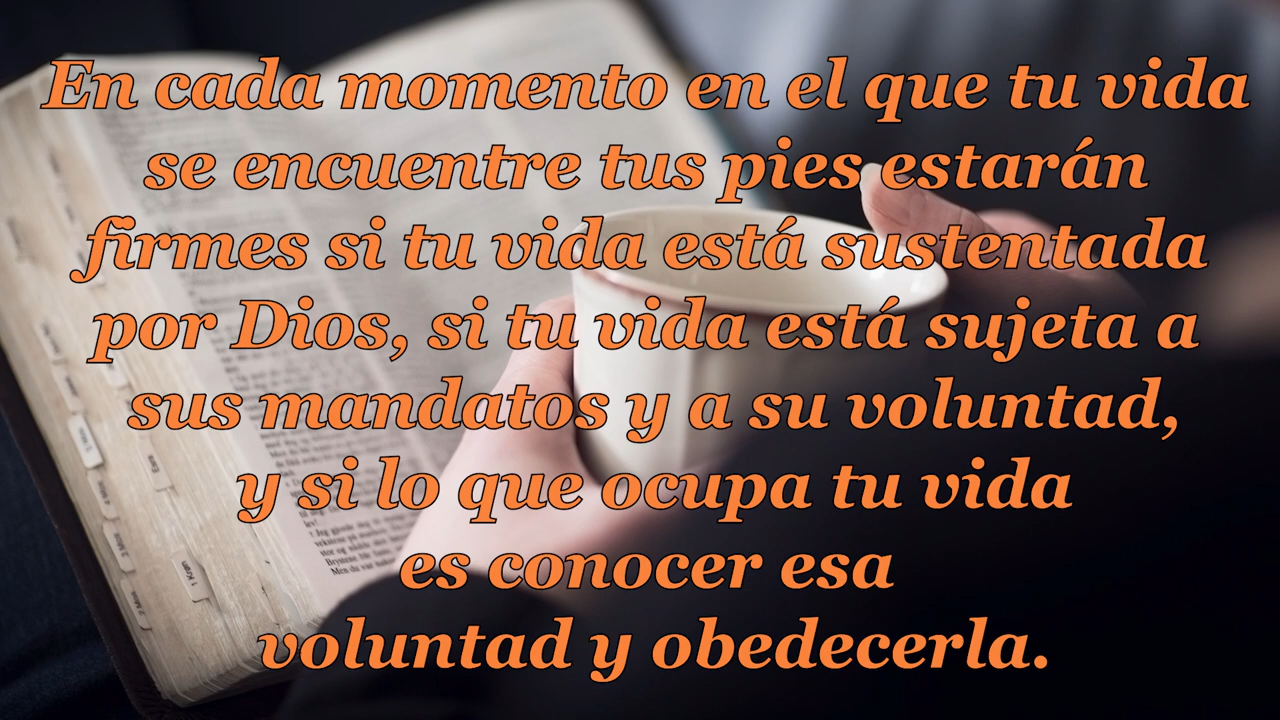 En cada momento en el que tu vida
se encuentre tus pies estarán
firmes si tu vida está sustentada
por Dios, si tu vida está sujeta a
sus mandatos y a su voluntad,
y si lo que ocupa tu vida
es conocer esa
voluntad y obedecerla.